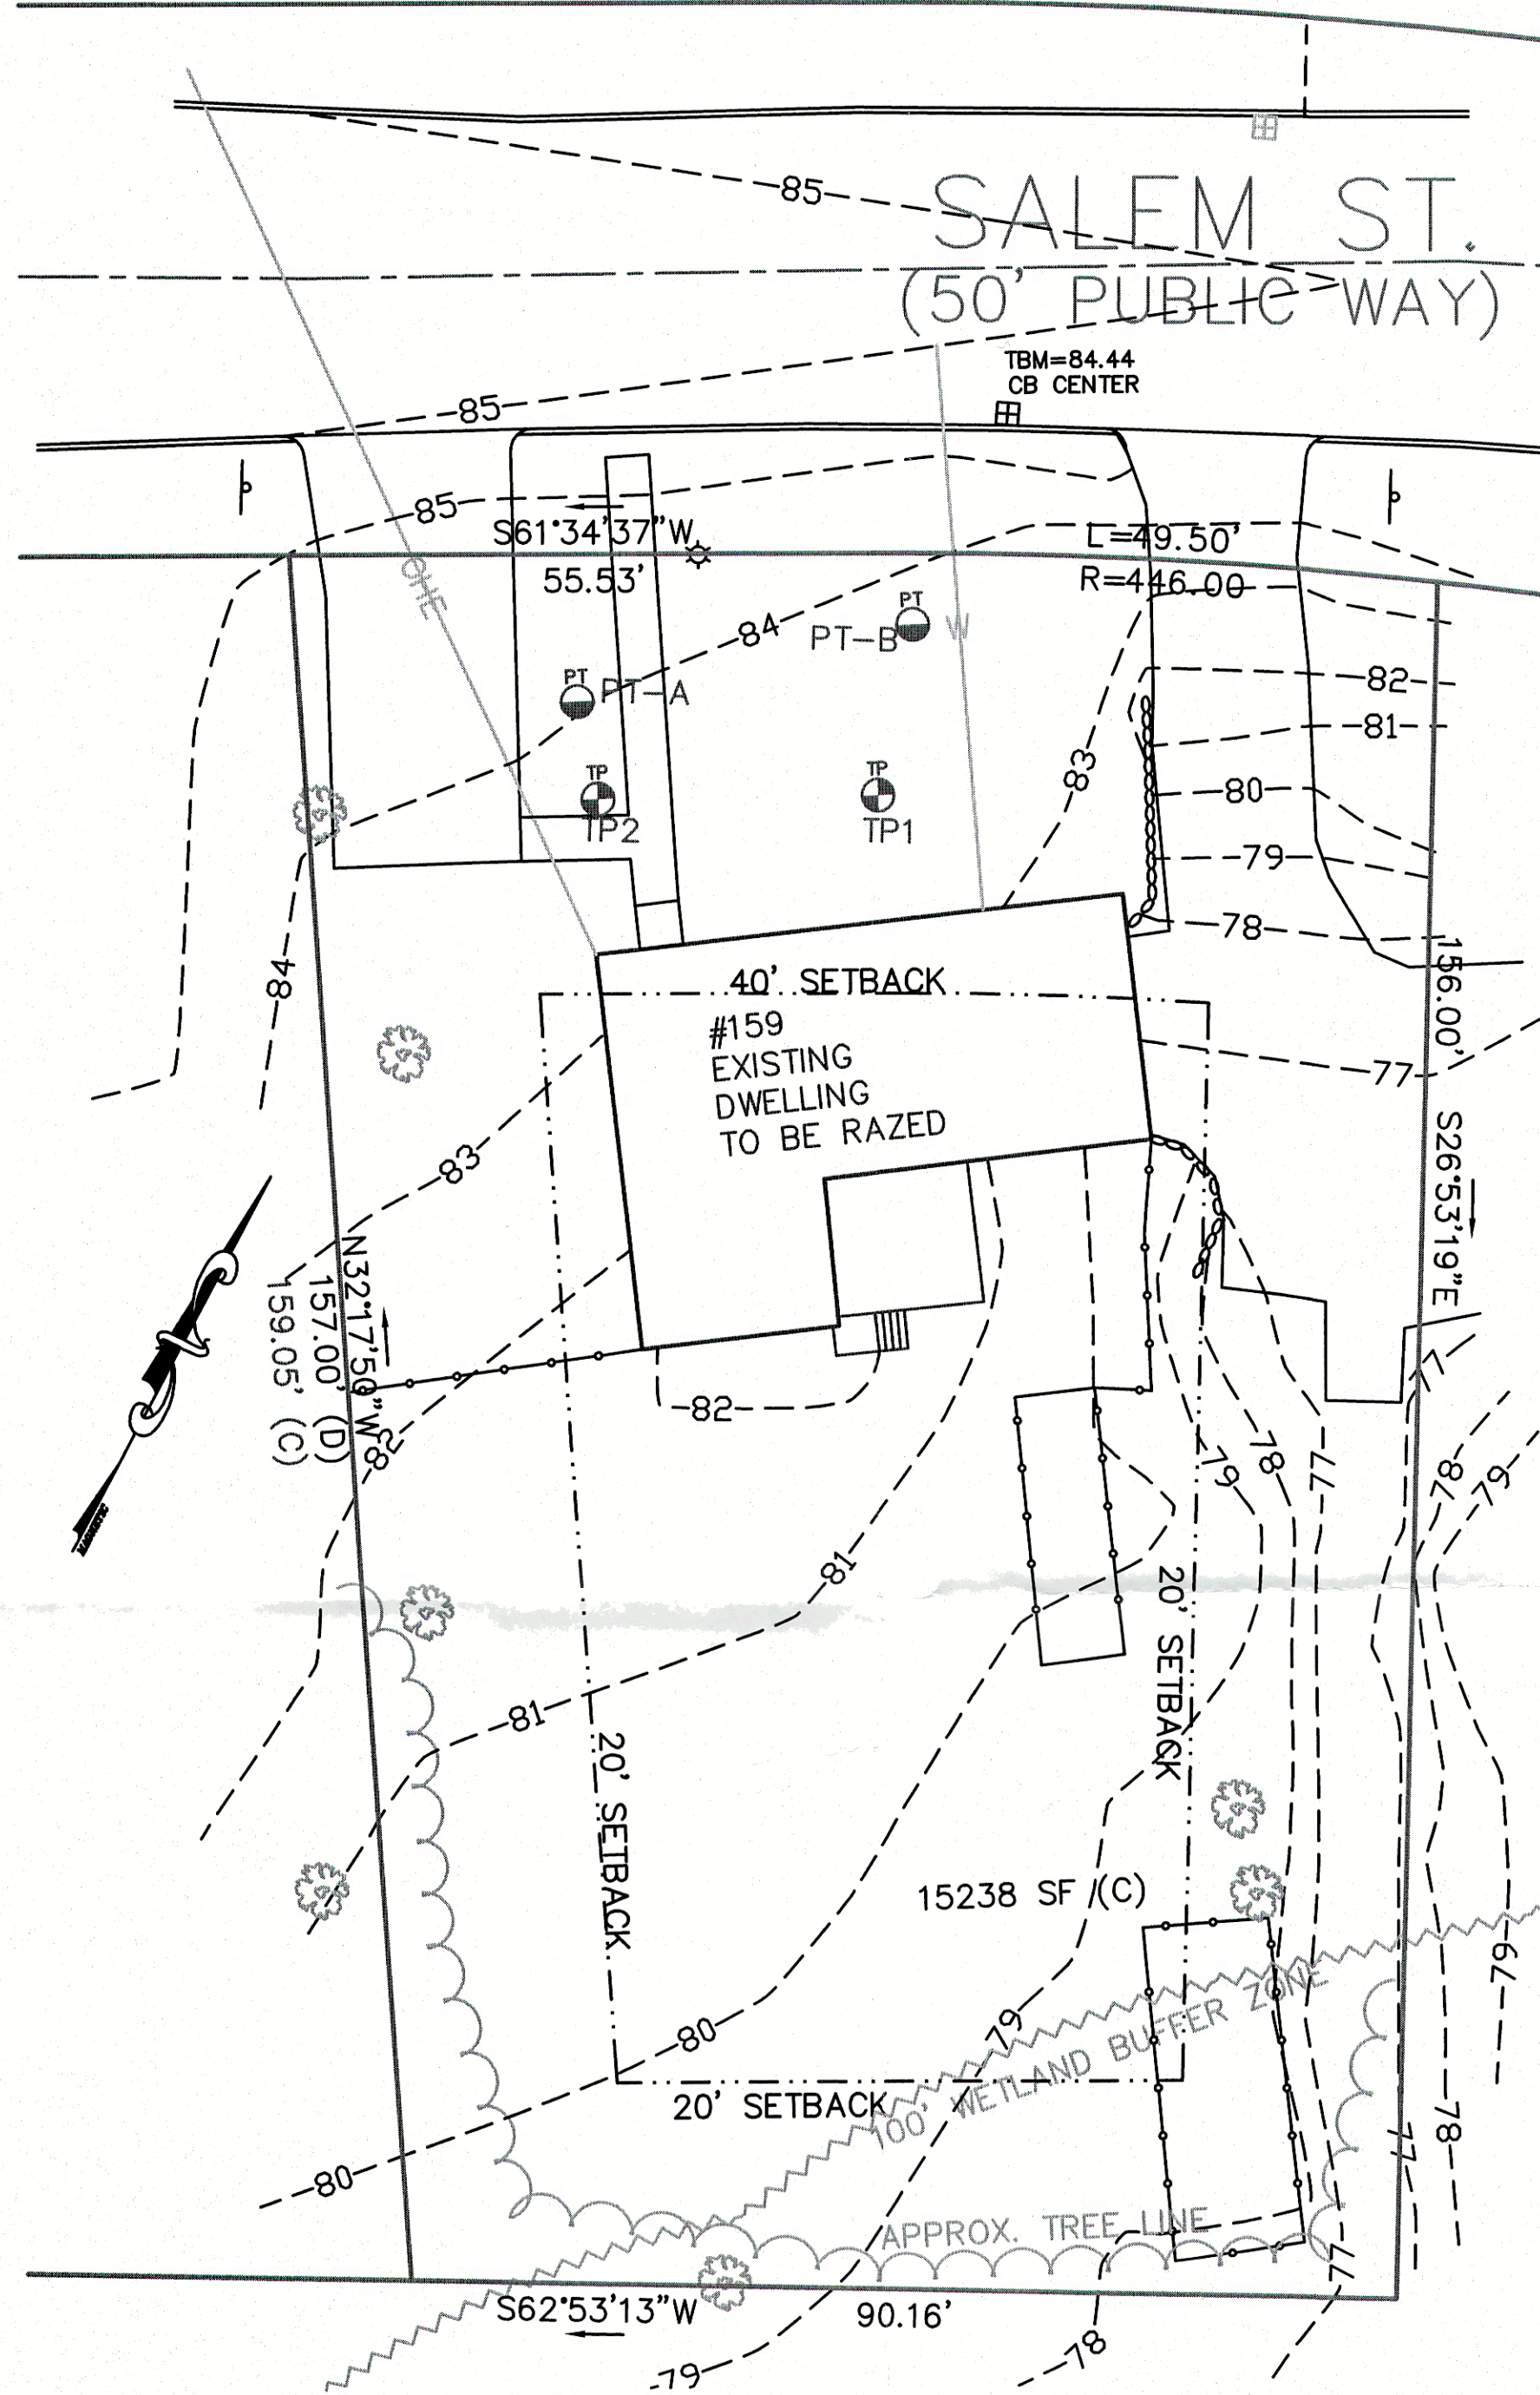 85
SALEM ST.
(50' PUBLIC WAY)
TBM=84.44
CB CENTER
85
85
S61°34'37"W
55.53'
L=49.50'
R=446.00
OHE
W
84
PT
PT-B
PT
PT-A
82
81
83
80
TP
TP2
TP
TP1
79
78
84
40' SETBACK
#159
EXISTING
DWELLING
TO BE RAZED
156.00'
S26°53'19"E
77
83
N32°17'50"W
157.00' (D)
159.05' (C)
82
82
79
78
77
78
79
MAGNETIC
81
20' SETBACK
81
20' SETBACK
15238 SF (C)
79
80
79
100' WETLAND BUFFER ZONE
20' SETBACK
80
78
77
APPROX. TREE LINE
77
S62°53'13"W
90.16'
78
79